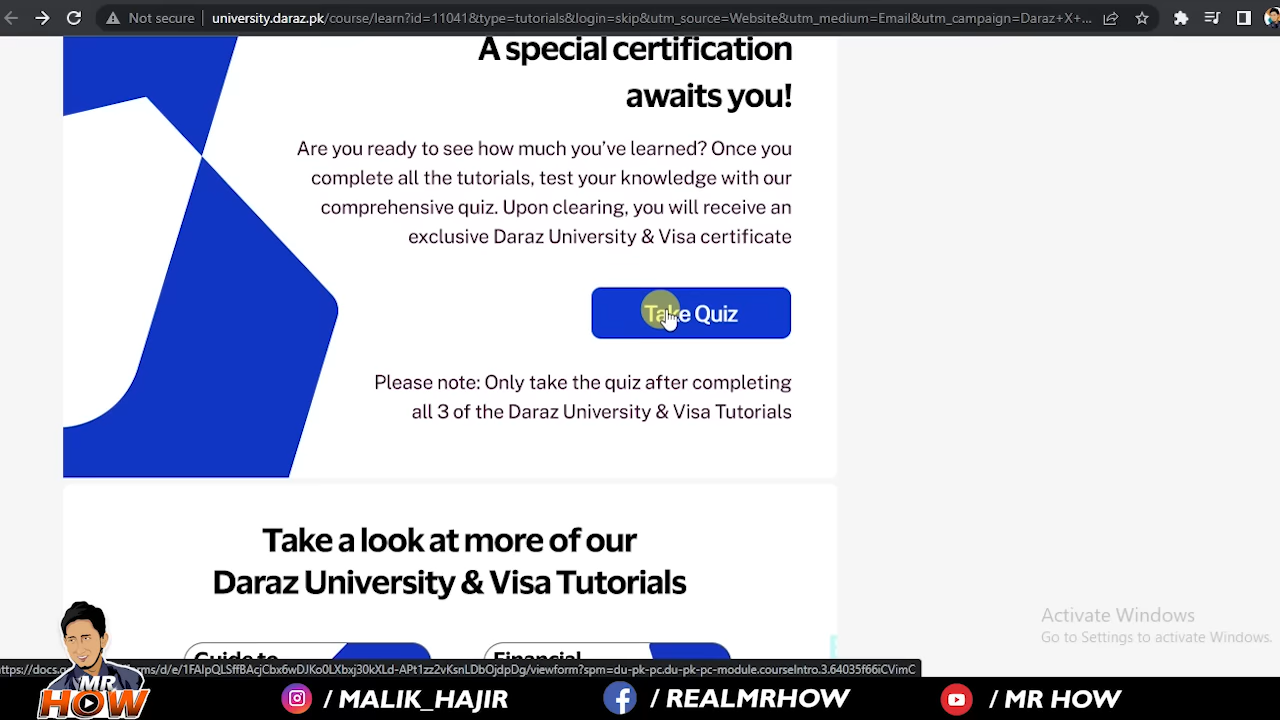 Not secure
university.daraz.pk/course/learn?id=11041&type=tutorials&login=skip&utm_source=Website&utm_medium=Email&utm_campaign=Daraz+X+...
A special certification
awaits you!
Are you ready to see how much you've learned? Once you
complete all the tutorials, test your knowledge with our
comprehensive quiz. Upon clearing, you will receive an
exclusive Daraz University & Visa certificate
Take Quiz
Please note: Only take the quiz after completing
all 3 of the Daraz University & Visa Tutorials
Take a look at more of our
Daraz University & Visa Tutorials
Guide to
Financial
Activate Windows
Go to Settings to activate Windows.
MR
HOW
/ MALIK_HAJIR
/ REALMRHOW
/ MR HOW